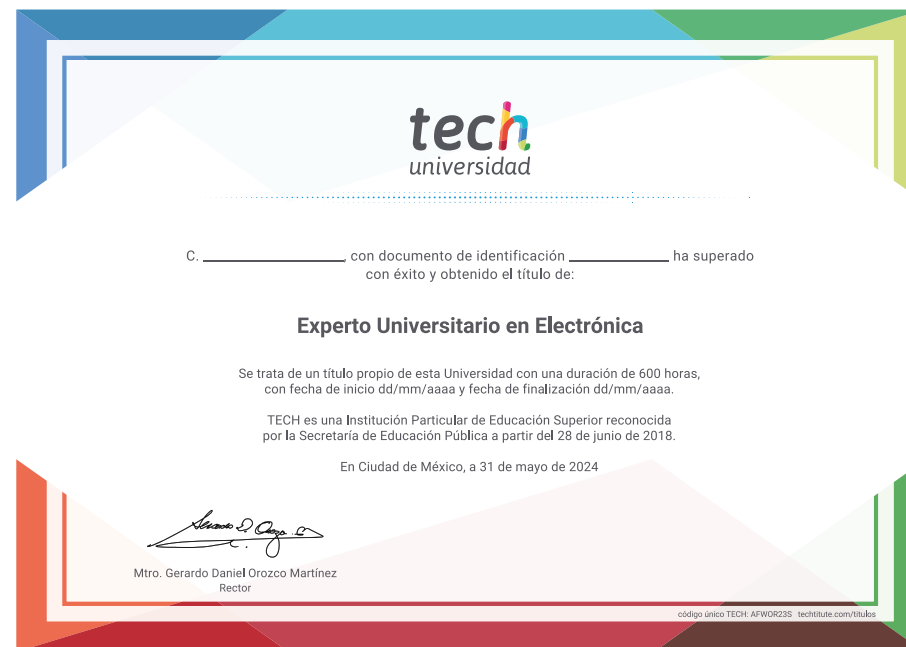 tech
universidad
C. ____________, con documento de identificación ____________ ha superado
con éxito y obtenido el título de:
Experto Universitario en Electrónica
Se trata de un título propio de esta Universidad con una duración de 600 horas,
con fecha de inicio dd/mm/aaaa y fecha de finalización dd/mm/aaaa.
TECH es una Institución Particular de Educación Superior reconocida
por la Secretaría de Educación Pública a partir del 28 de junio de 2018.
En Ciudad de México, a 31 de mayo de 2024
Mtro. Gerardo Daniel Orozco Martínez
Rector
código único TECH: AFWOR23S techtitute.com/titulos